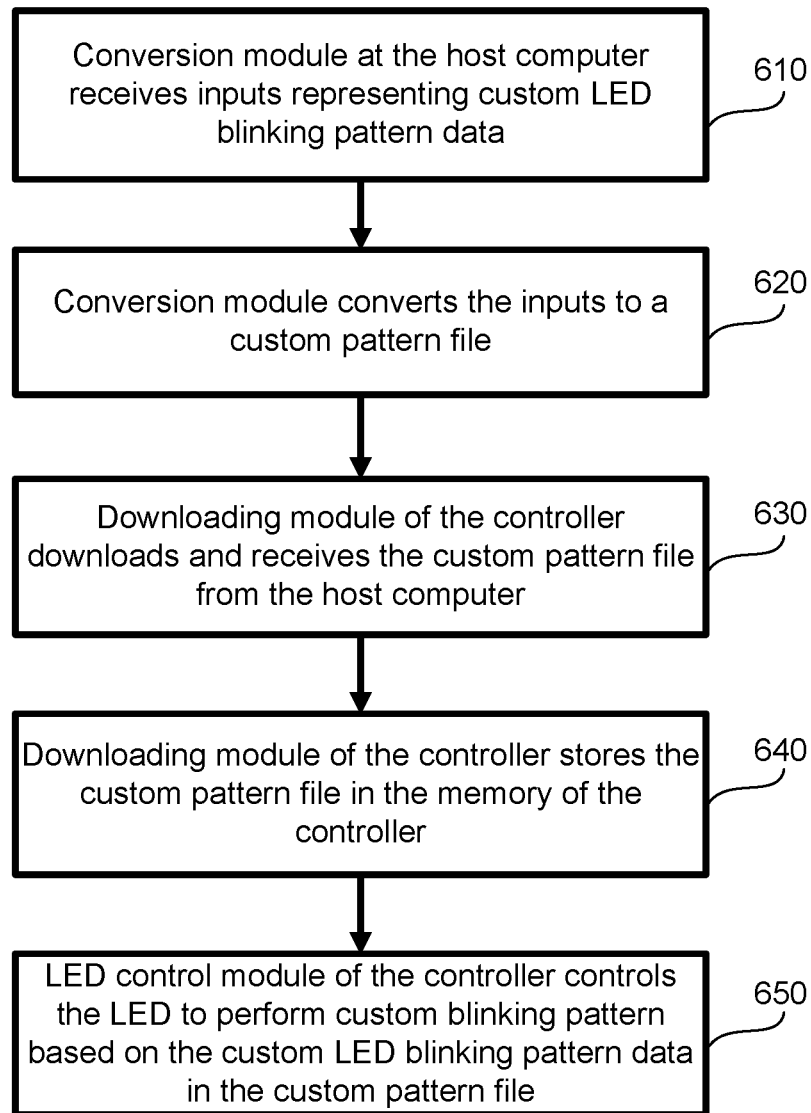 Conversion module at the host computer
receives inputs representing custom LED
blinking pattern data
610
Conversion module converts the inputs to a
custom pattern file
620
Downloading module of the controller
downloads and receives the custom pattern file
from the host computer
630
Downloading module of the controller stores the
custom pattern file in the memory of the
controller
640
LED control module of the controller controls
the LED to perform custom blinking pattern
based on the custom LED blinking pattern data
in the custom pattern file
650